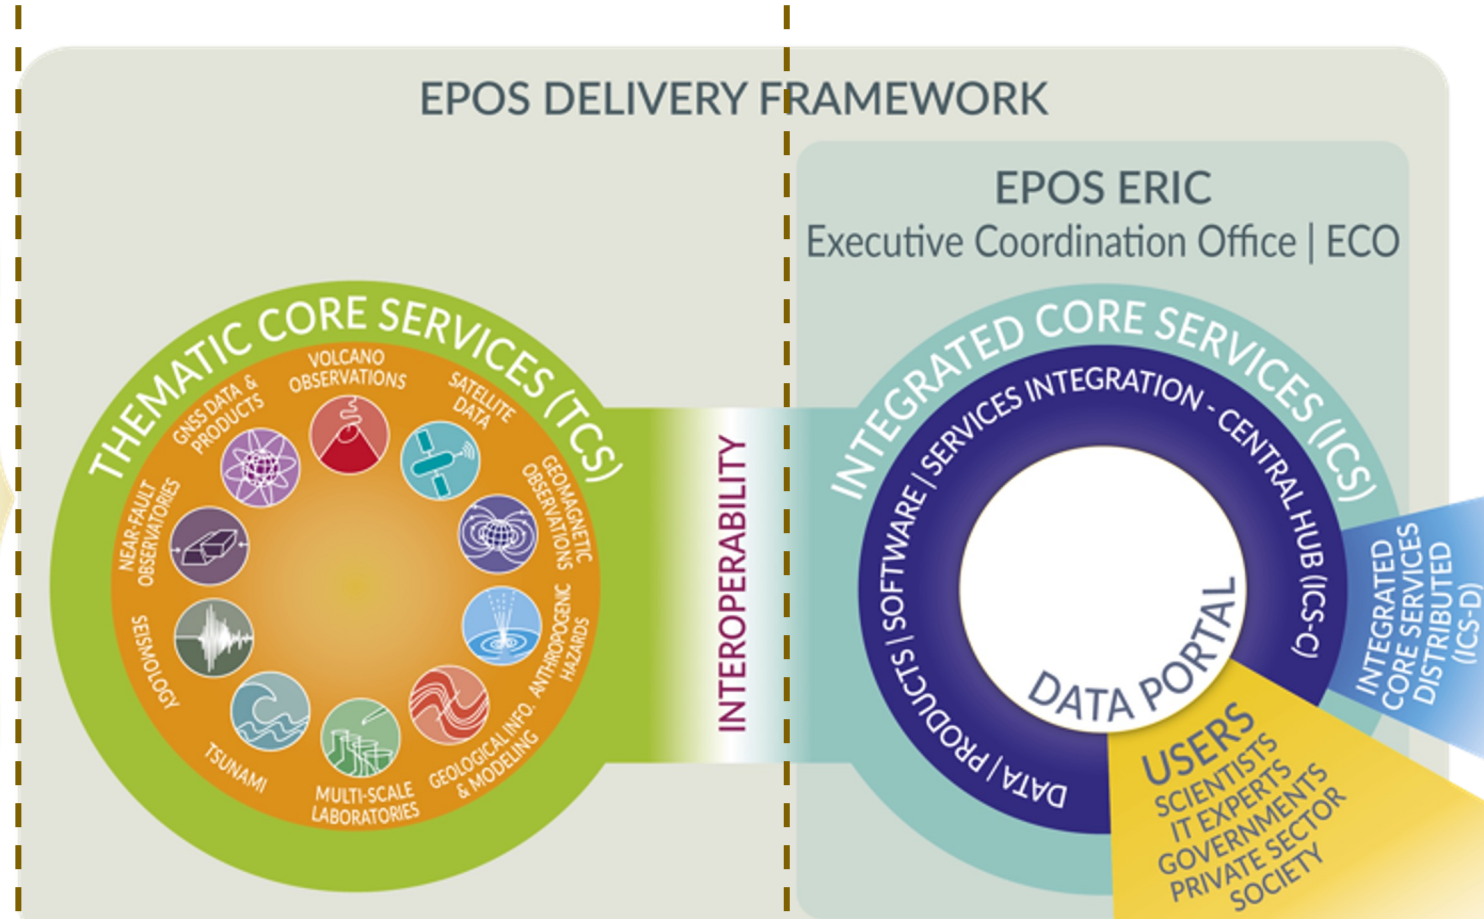 EPOS DELIVERY FRAMEWORK
EPOS ERIC
Executive Coordination Office | ECO
THEMATIC CORE SERVICES (TCS)
VOLCANO
OBSERVATIONS
SATELLITE
DATA
GEOMAGNETIC
OBSERVATIONS
ANTHROPOGENIC
HAZARDS
GEOLOGICAL INFO.
& MODELING
MULTI-SCALE
LABORATORIES
TSUNAMI
SEISMOLOGY
NEAR-FAULT
OBSERVATORIES
GNSS DATA &
PRODUCTS
INTEROPERABILITY
INTEGRATED CORE SERVICES (ICS)
DATA | PRODUCTS | SOFTWARE | SERVICES INTEGRATION - CENTRAL HUB (ICS-C)
DATA PORTAL
INTEGRATED
CORE SERVICES
DISTRIBUTED
(ICS-D)
USERS
SCIENTISTS
IT EXPERTS
GOVERNMENTS
PRIVATE SECTOR
SOCIETY